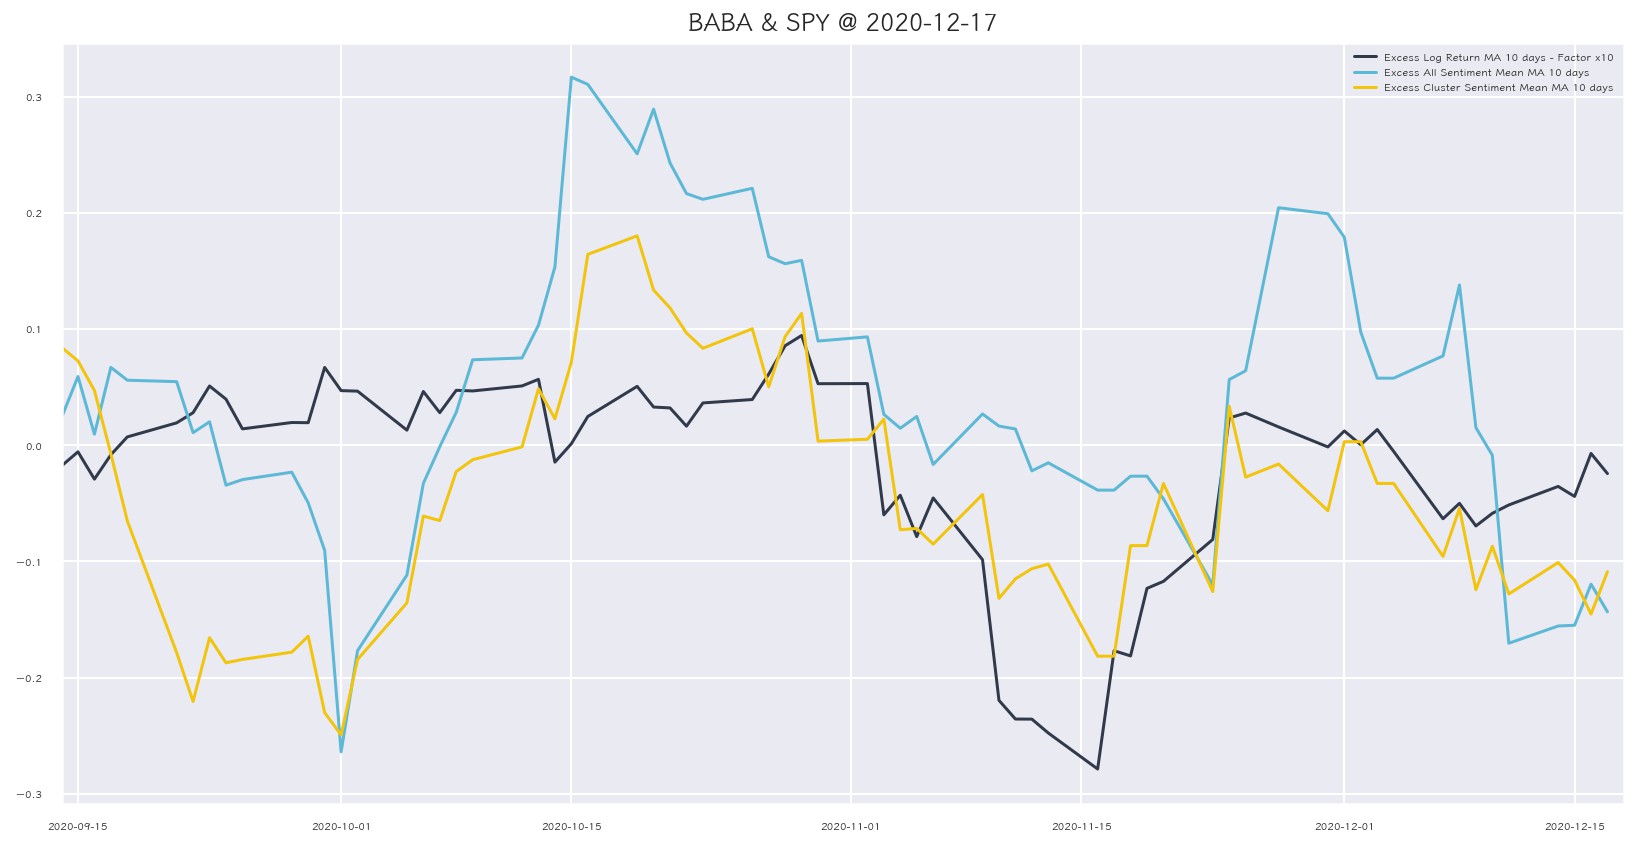 BABA & SPY @ 2020-12-17
Excess Log Return MA 10 days - Factor x10
Excess All Sentiment Mean MA 10 days
Excess Cluster Sentiment Mean MA 10 days
0.3
0.2
0.1
0.0
−0.1
−0.2
−0.3
2020-09-15 2020-10-01 2020-10-15 2020-11-01 2020-11-15 2020-12-01 2020-12-15